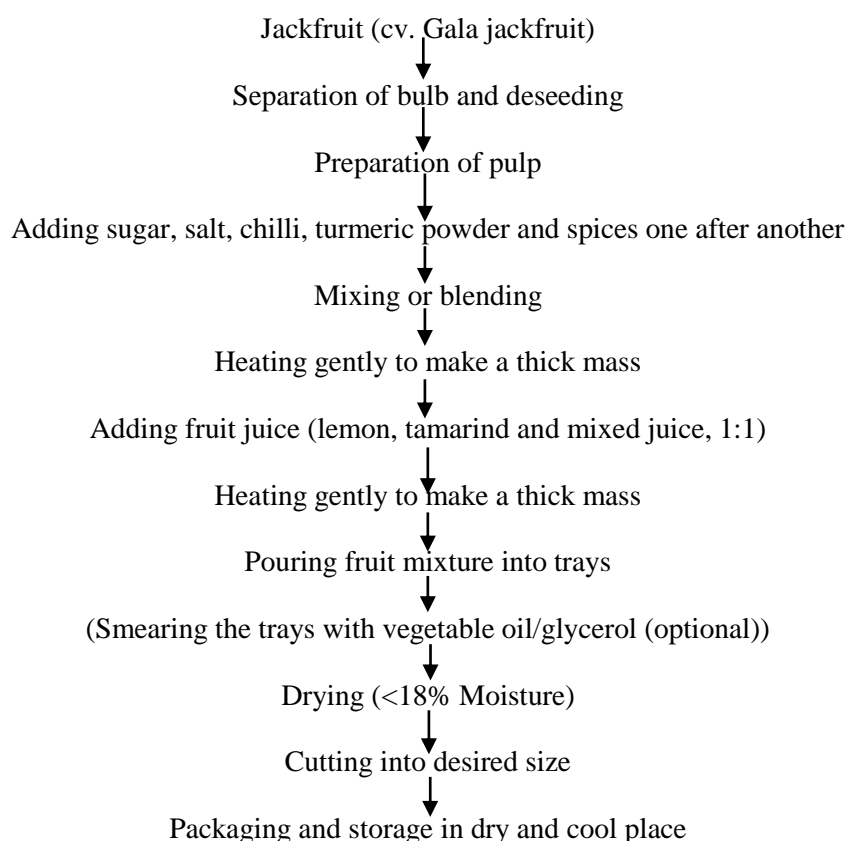 Jackfruit (cv. Gala jackfruit)
Separation of bulb and deseeding
Preparation of pulp
Adding sugar, salt, chilli, turmeric powder and spices one after another
Mixing or blending
Heating gently to make a thick mass
Adding fruit juice (lemon, tamarind and mixed juice, 1:1)
Heating gently to make a thick mass
Pouring fruit mixture into trays
(Smearing the trays with vegetable oil/glycerol (optional))
Drying (<18% Moisture)
Cutting into desired size
Packaging and storage in dry and cool place